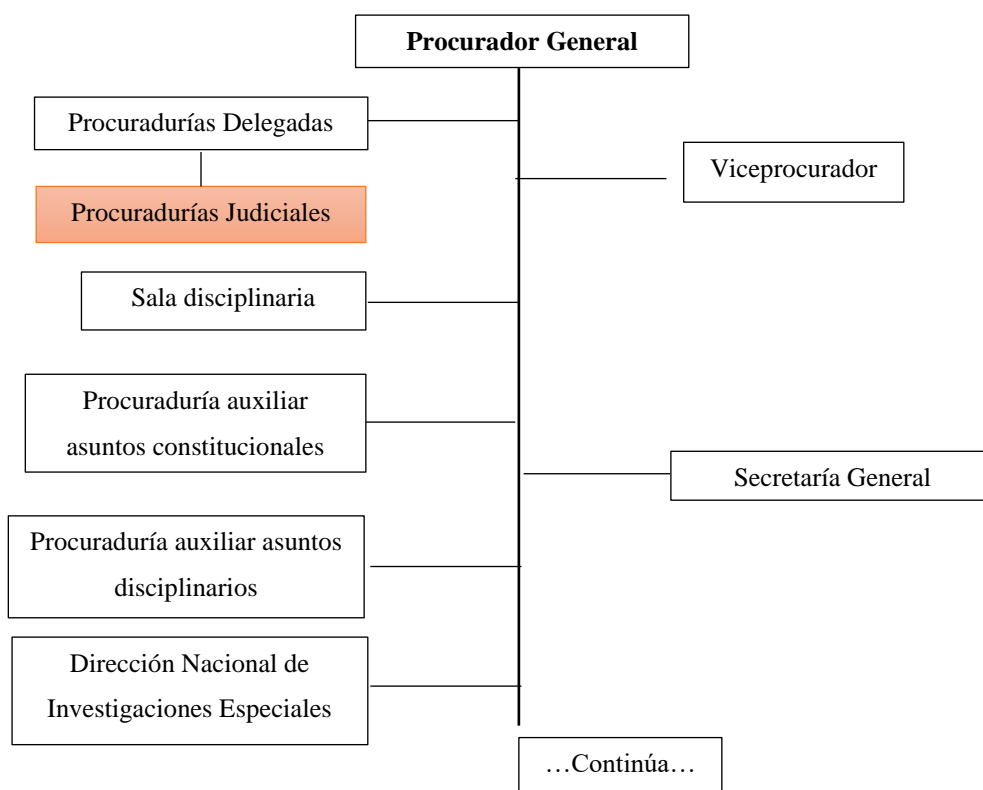 Procurador General
Procuradurías Delegadas
Viceprocurador
Procuradurías Judiciales
Sala disciplinaria
Procuraduría auxiliar
asuntos constitucionales
Secretaría General
Procuraduría auxiliar asuntos
disciplinarios
Dirección Nacional de
Investigaciones Especiales
…Continúa…